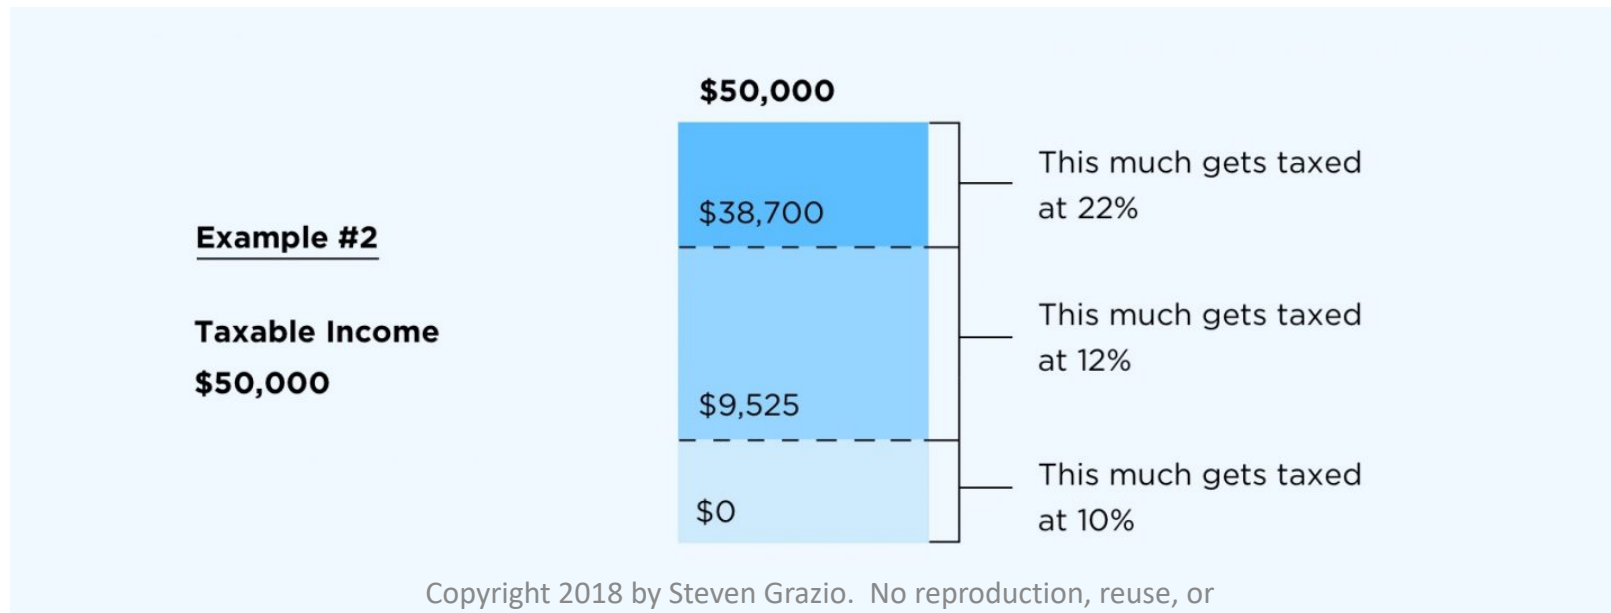 Example #2
Taxable Income
$50,000
$50,000
$38,700
$9,525
$0
This much gets taxed
at 22%
This much gets taxed
at 12%
This much gets taxed
at 10%
Copyright 2018 by Steven Grazio.  No reproduction, reuse, or